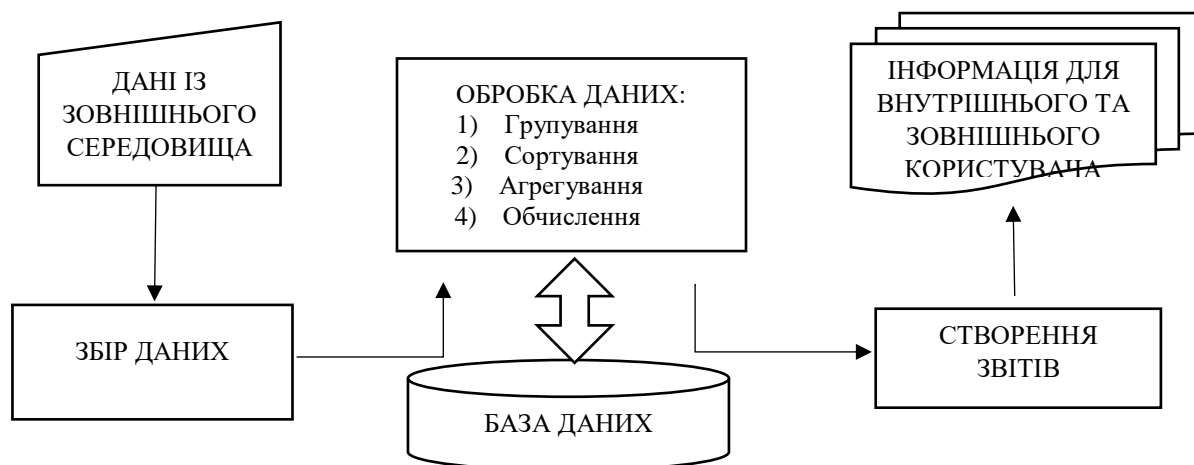 ДАНІ ІЗ
ЗОВНІШНЬОГО
СЕРЕДОВИЩА
ЗБІР ДАНИХ
ОБРОБКА ДАНИХ:
1) Групування
2) Сортування
3) Агрегування
4) Обчислення
БАЗА ДАНИХ
ІНФОРМАЦІЯ ДЛЯ
ВНУТРІШНЬОГО ТА
ЗОВНІШНЬОГО
КОРИСТУВАЧА
СТВОРЕННЯ
ЗВІТІВ